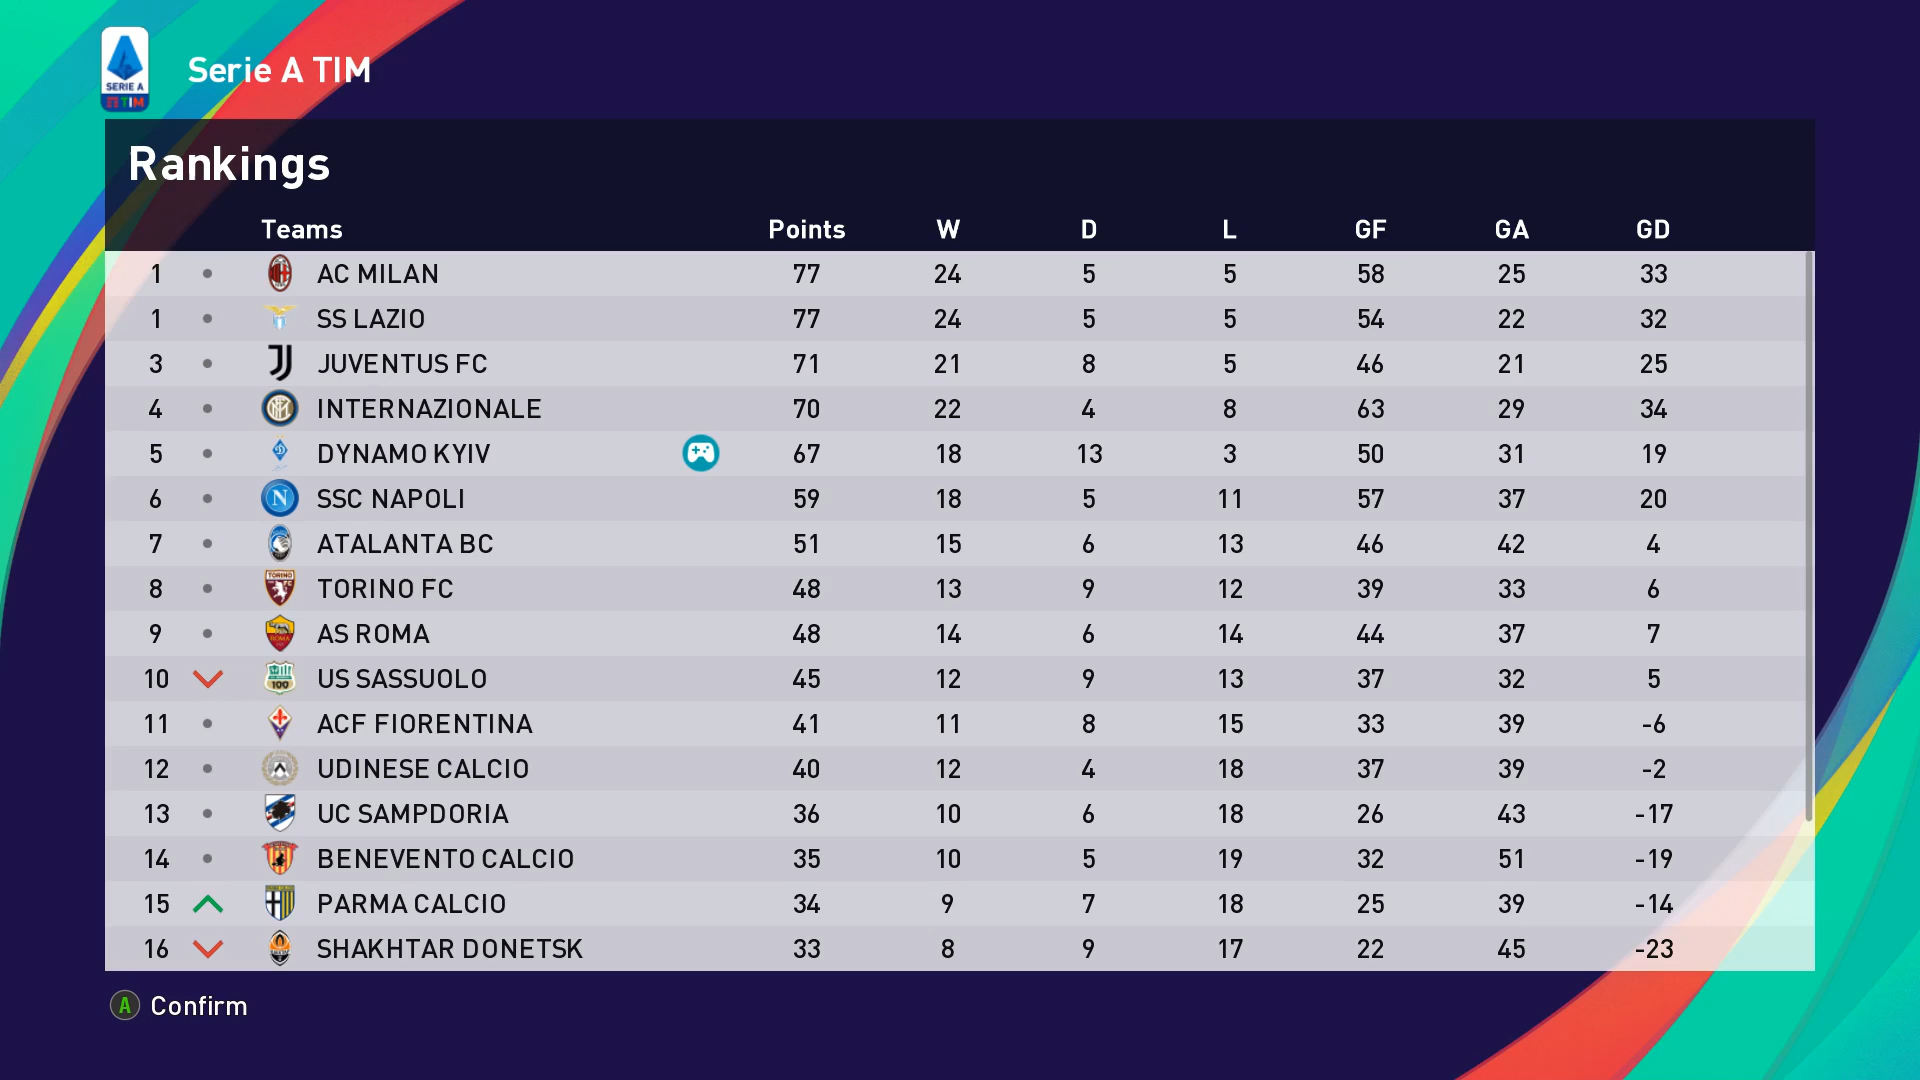 SERIE A
TIM
Serie A TIM
Rankings
Teams Points W D L GF GA GD
1 AC MILAN 77 24 5 5 58 25 33
1 SS LAZIO 77 24 5 5 54 22 32
3 JUVENTUS FC 71 21 8 5 46 21 25
4 INTERNAZIONALE 70 22 4 8 63 29 34
5 DYNAMO KYIV 67 18 13 3 50 31 19
6 N SSC NAPOLI 59 18 5 11 57 37 20
7 ATALANTA BC 51 15 6 13 46 42 4
8 TORINO FC 48 13 9 12 39 33 6
9 AS ROMA 48 14 6 14 44 37 7
10 100 US SASSUOLO 45 12 9 13 37 32 5
11 ACF FIORENTINA 41 11 8 15 33 39 -6
12 UDINESE CALCIO 40 12 4 18 37 39 -2
13 UC SAMPDORIA 36 10 6 18 26 43 -17
14 BENEVENTO CALCIO 35 10 5 19 32 51 -19
15 PARMA CALCIO 34 9 7 18 25 39 -14
16 SHAKHTAR DONETSK 33 8 9 17 22 45 -23
A Confirm